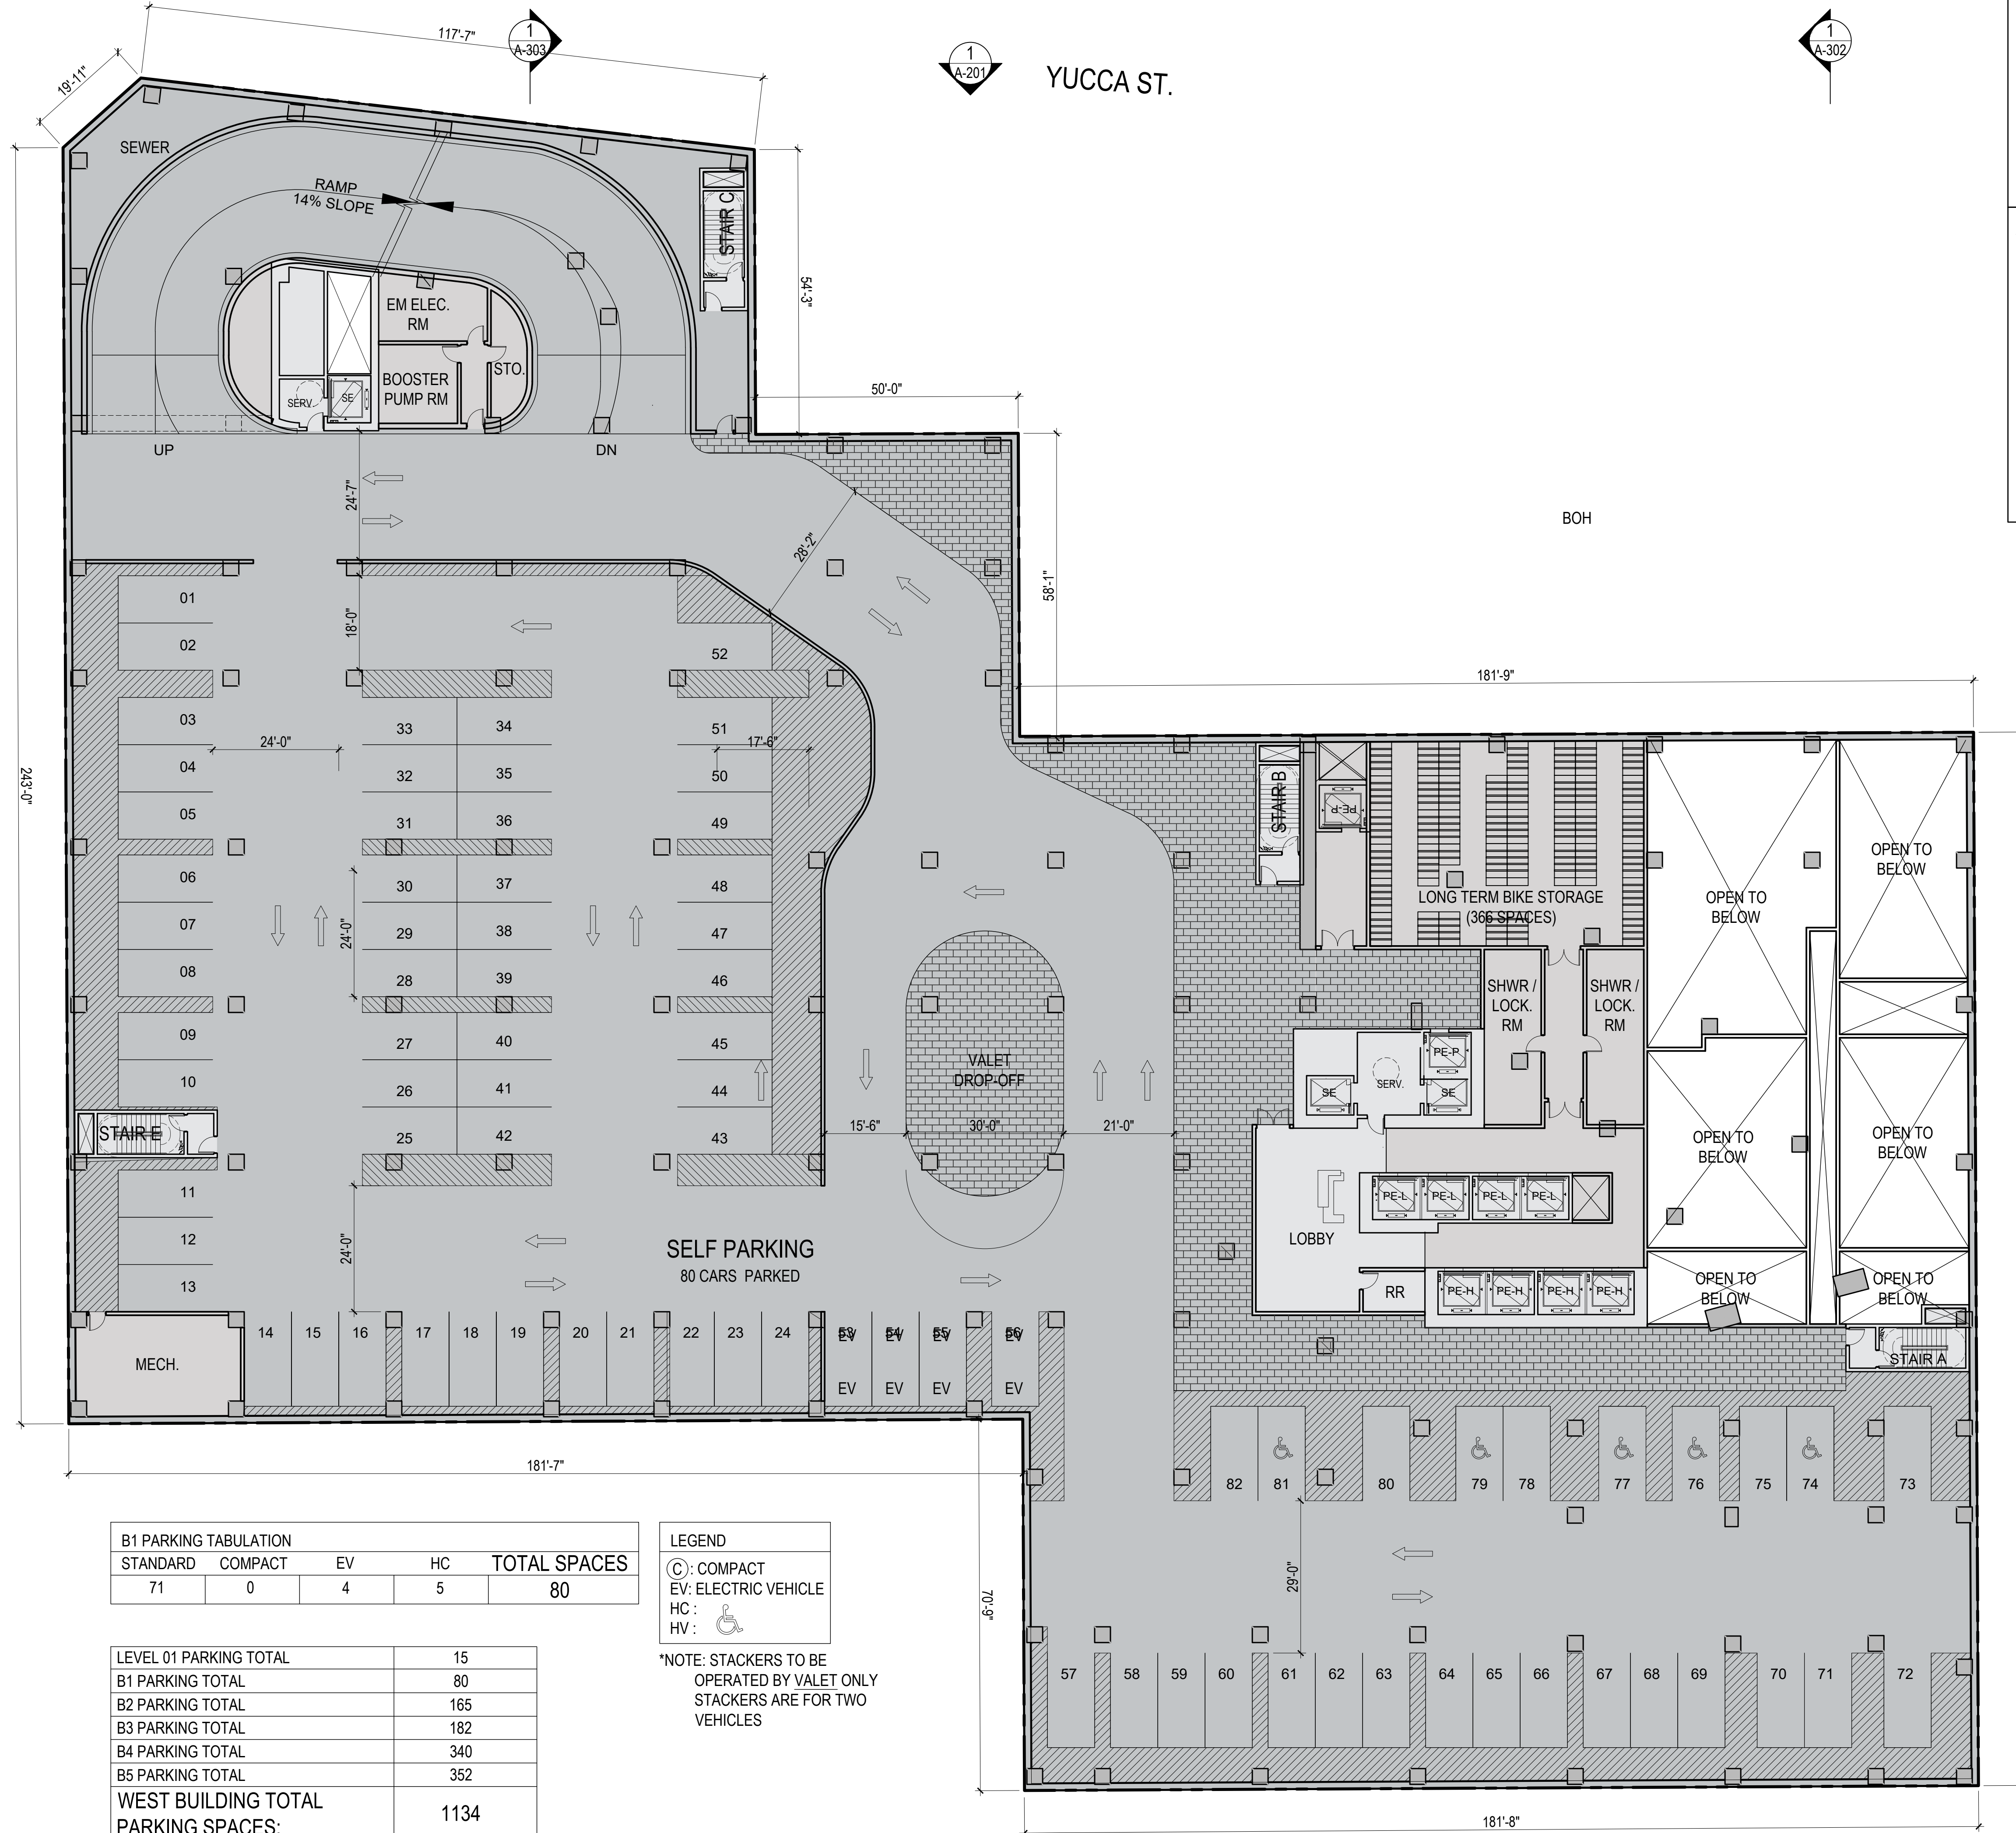 117'-7"
1
A-303
1
A-201
YUCCA ST.
1
A-302
19'-11"
SEWER
RAMP
14% SLOPE
STAIR C
54'-3"
EM ELEC.
RM
BOOSTER
PUMP RM
STO.
SERV.
SE
50'-0"
UP
DN
24'-7"
28'-2"
58'-1"
BOH
243'-0"
18'-0"
181'-9"
01
02
52
03
33
34
51
24'-0"
17'-6"
04
32
35
50
05
31
36
49
06
30
37
48
07
29
38
47
24'-0"
08
28
39
46
09
27
40
45
10
26
41
44
STAIR E
25
42
43
11
12
13
24'-0"
STAIR B
PE-P
LONG TERM BIKE STORAGE
(366 SPACES)
OPEN TO
BELOW
OPEN TO
BELOW
SHWR /
LOCK.
RM
SHWR /
LOCK.
RM
VALET
DROP-OFF
15'-6"
30'-0"
21'-0"
PE-P
SE
SERV.
SE
OPEN TO
BELOW
OPEN TO
BELOW
PE-L
PE-L
PE-L
PE-L
LOBBY
SELF PARKING
80 CARS PARKED
RR
PE-H
PE-H
PE-H
PE-H
OPEN TO
BELOW
OPEN TO
BELOW
STAIR A
MECH.
14
15
16
17
18
19
20
21
22
23
24
53
EV
54
EV
55
EV
56
EV
EV
EV
EV
EV
181'-7"
82
81
80
79
78
77
76
75
74
73
29'-0"
70'-9"
57
58
59
60
61
62
63
64
65
66
67
68
69
70
71
72
181'-8"
B1 PARKING TABULATION
STANDARD COMPACT EV HC TOTAL SPACES
71 0 4 5 80
LEGEND
C : COMPACT
EV: ELECTRIC VEHICLE
HC :
HV :
*NOTE: STACKERS TO BE
OPERATED BY VALET ONLY
STACKERS ARE FOR TWO
VEHICLES
LEVEL 01 PARKING TOTAL 15
B1 PARKING TOTAL 80
B2 PARKING TOTAL 165
B3 PARKING TOTAL 182
B4 PARKING TOTAL 340
B5 PARKING TOTAL 352
WEST BUILDING TOTAL
PARKING SPACES: 1134